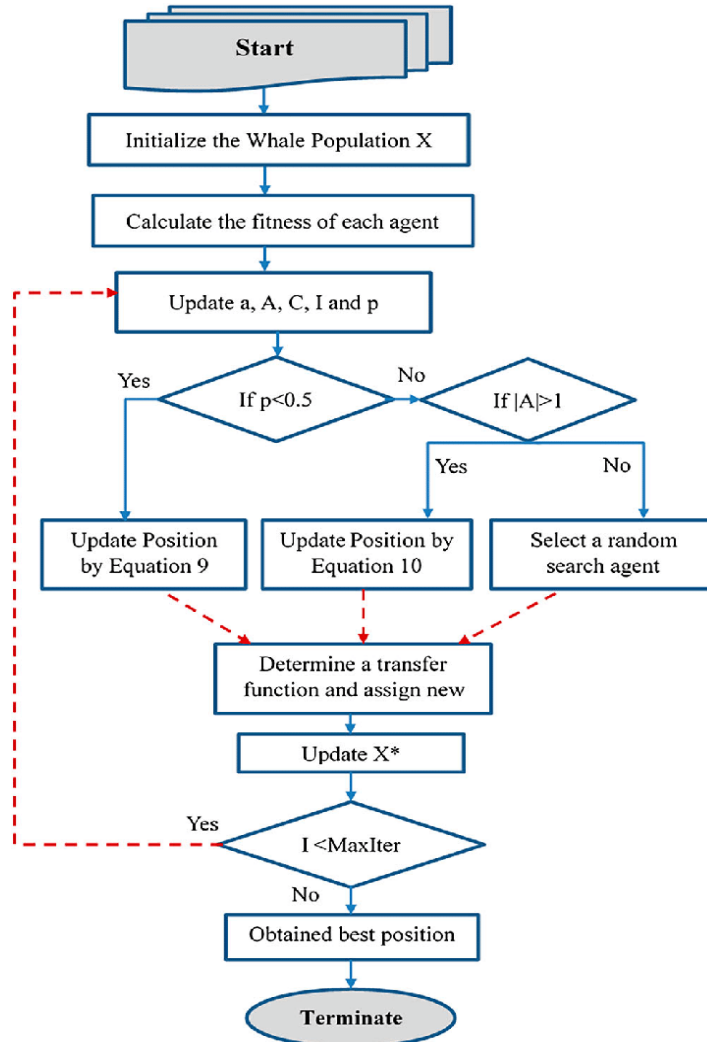 Start
Initialize the Whale Population X
Calculate the fitness of each agent
Update a, A, C, I and p
Yes
If p<0.5
No
If |A|>1
Yes
No
Update Position
by Equation 9
Update Position by
Equation 10
Select a random
search agent
Determine a transfer
function and assign new
Update X*
Yes
I <MaxIter
No
Obtained best position
Terminate